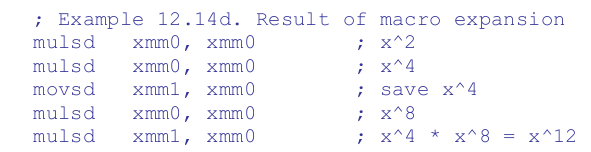 ; Example 12.14d. Result of macro expansion
mulsd xmm0, xmm0 ; x^2
mulsd xmm0, xmm0 ; x^4
movsd xmm1, xmm0 ; save x^4
mulsd xmm0, xmm0 ; x^8
mulsd xmm1, xmm0 ; x^4 * x^8 = x^12